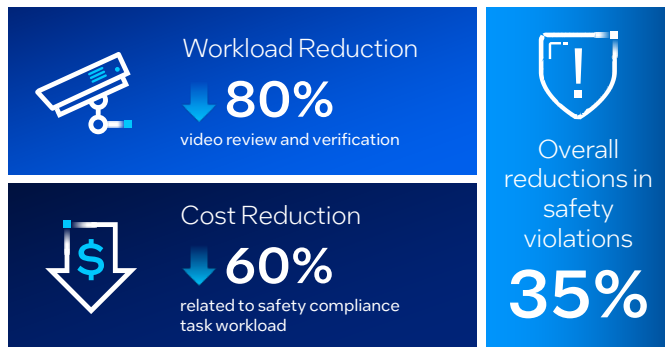 Workload Reduction
80%
video review and verification
Cost Reduction
$
60%
related to safety compliance
task workload
!
Overall
reductions in
safety
violations
35%